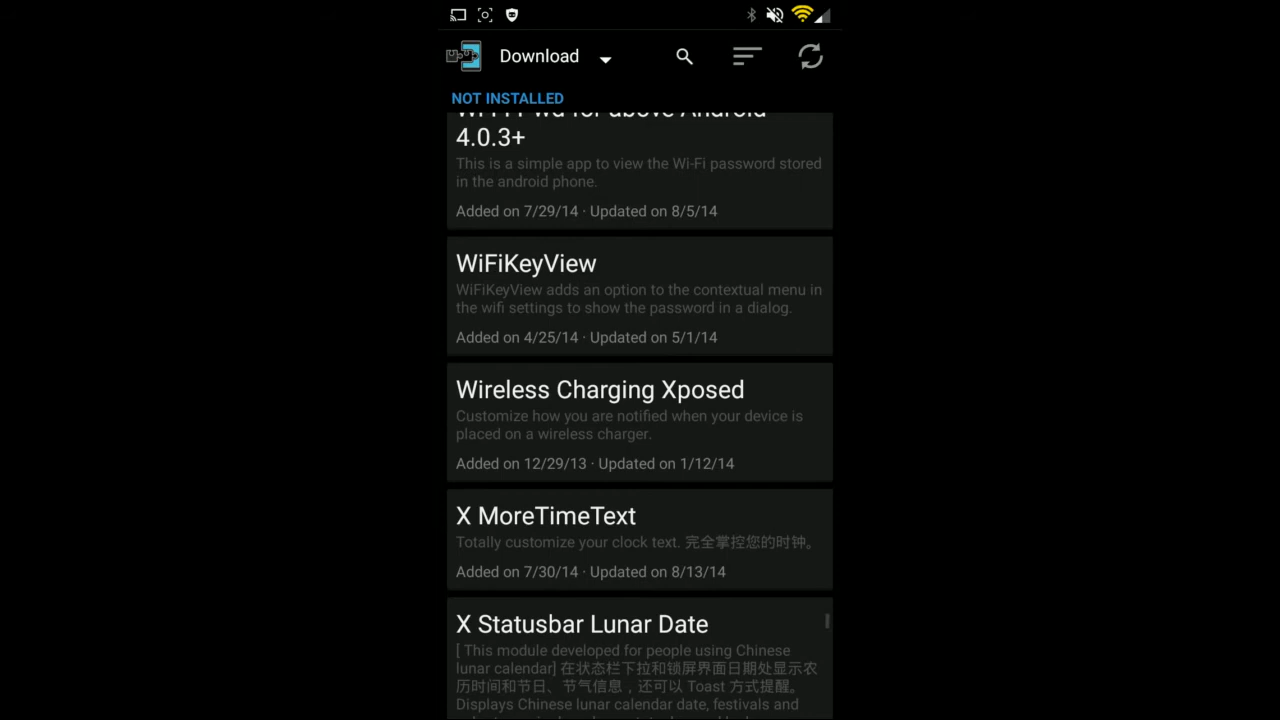 Download
NOT INSTALLED
Wi-Fi Pwd for above Android
4.0.3+
This is a simple app to view the Wi-Fi password stored
in the android phone.
Added on 7/29/14 · Updated on 8/5/14
WiFiKeyView
WiFiKeyView adds an option to the contextual menu in
the wifi settings to show the password in a dialog.
Added on 4/25/14 · Updated on 5/1/14
Wireless Charging Xposed
Customize how you are notified when your device is
placed on a wireless charger.
Added on 12/29/13 · Updated on 1/12/14
X MoreTimeText
Totally customize your clock text. 完全掌控您的时钟。
Added on 7/30/14 · Updated on 8/13/14
X Statusbar Lunar Date
[ This module developed for people using Chinese
lunar calendar] 在状态栏下拉和锁屏界面日期处显示农
历时间和节日、节气信息，还可以 Toast 方式提醒。
Displays Chinese lunar calendar date, festivals and